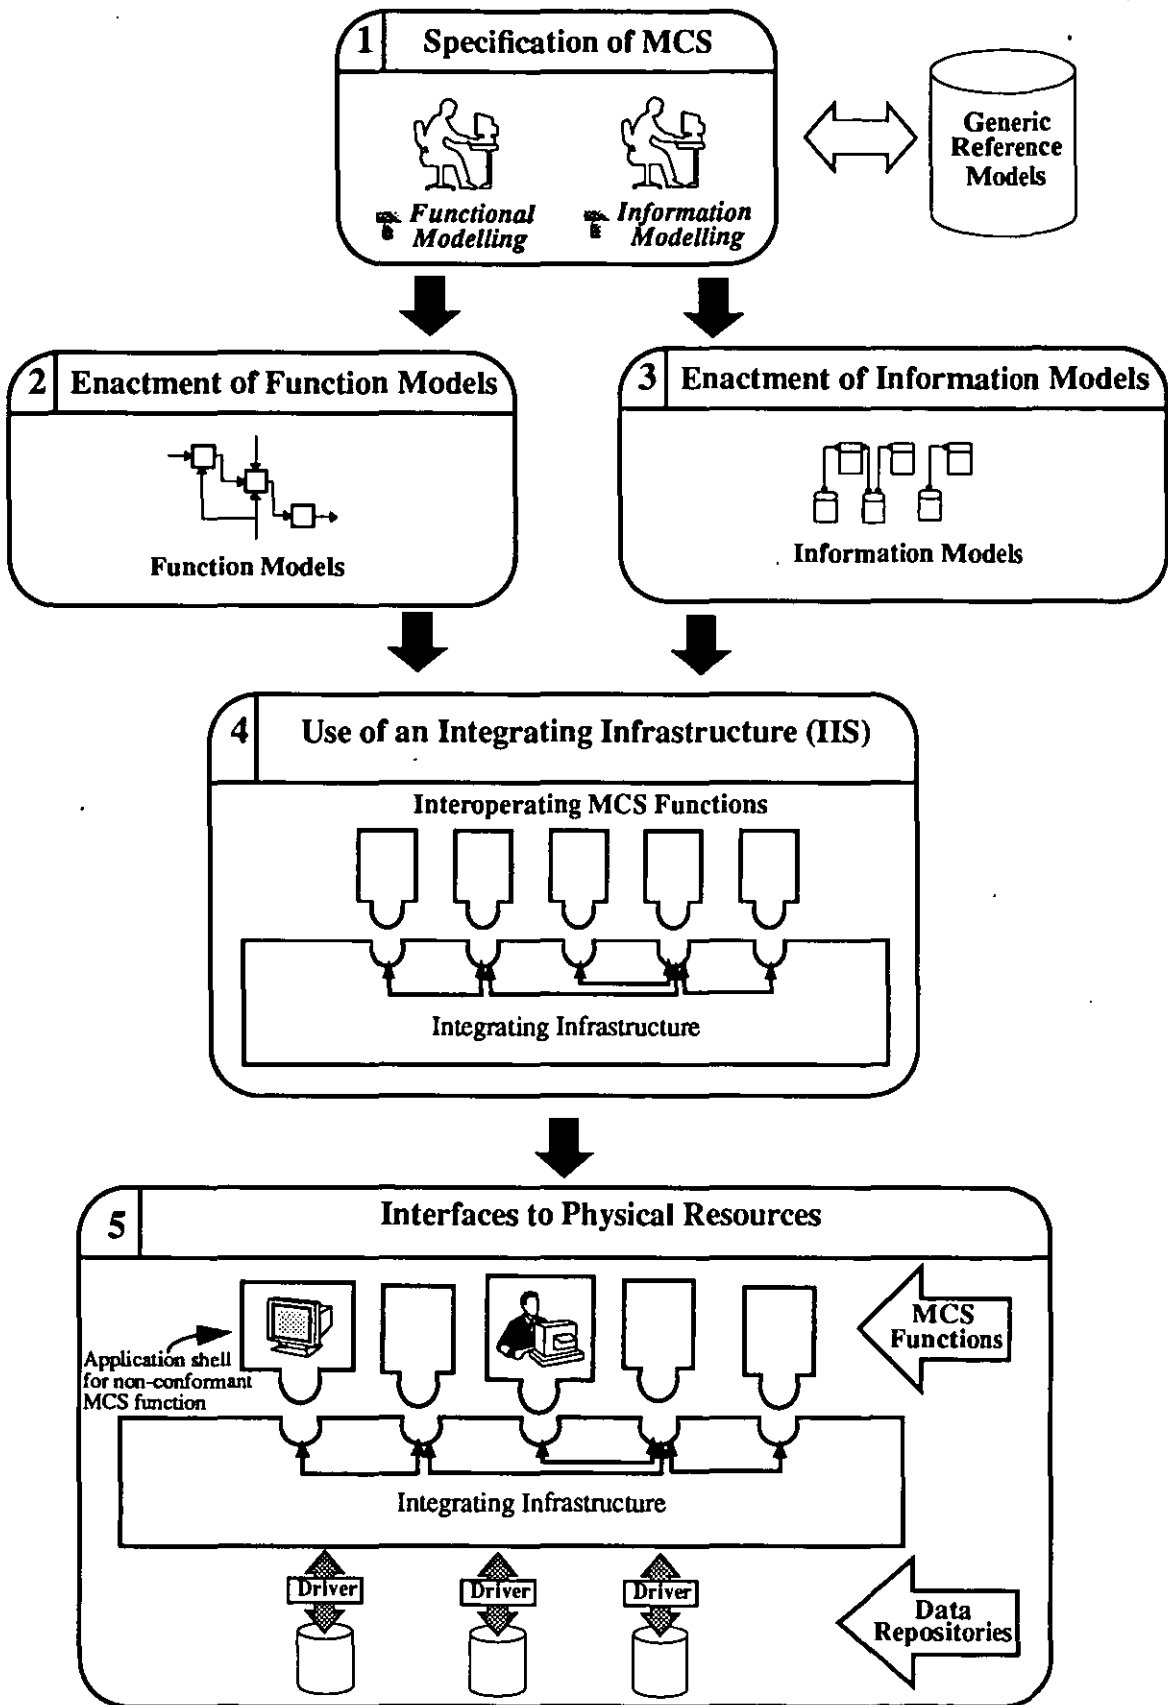 1
Specification of MCS
Generic
Reference
Models
Functional
Modelling
Information
Modelling
2
Enactment of Function Models
Function Models
3
Enactment of Information Models
Information Models
4
Use of an Integrating Infrastructure (IIS)
Interoperating MCS Functions
Integrating Infrastructure
5
Interfaces to Physical Resources
MCS
Functions
Application shell
for non-conformant
MCS function
Integrating Infrastructure
Driver
Driver
Driver
Data
Repositories